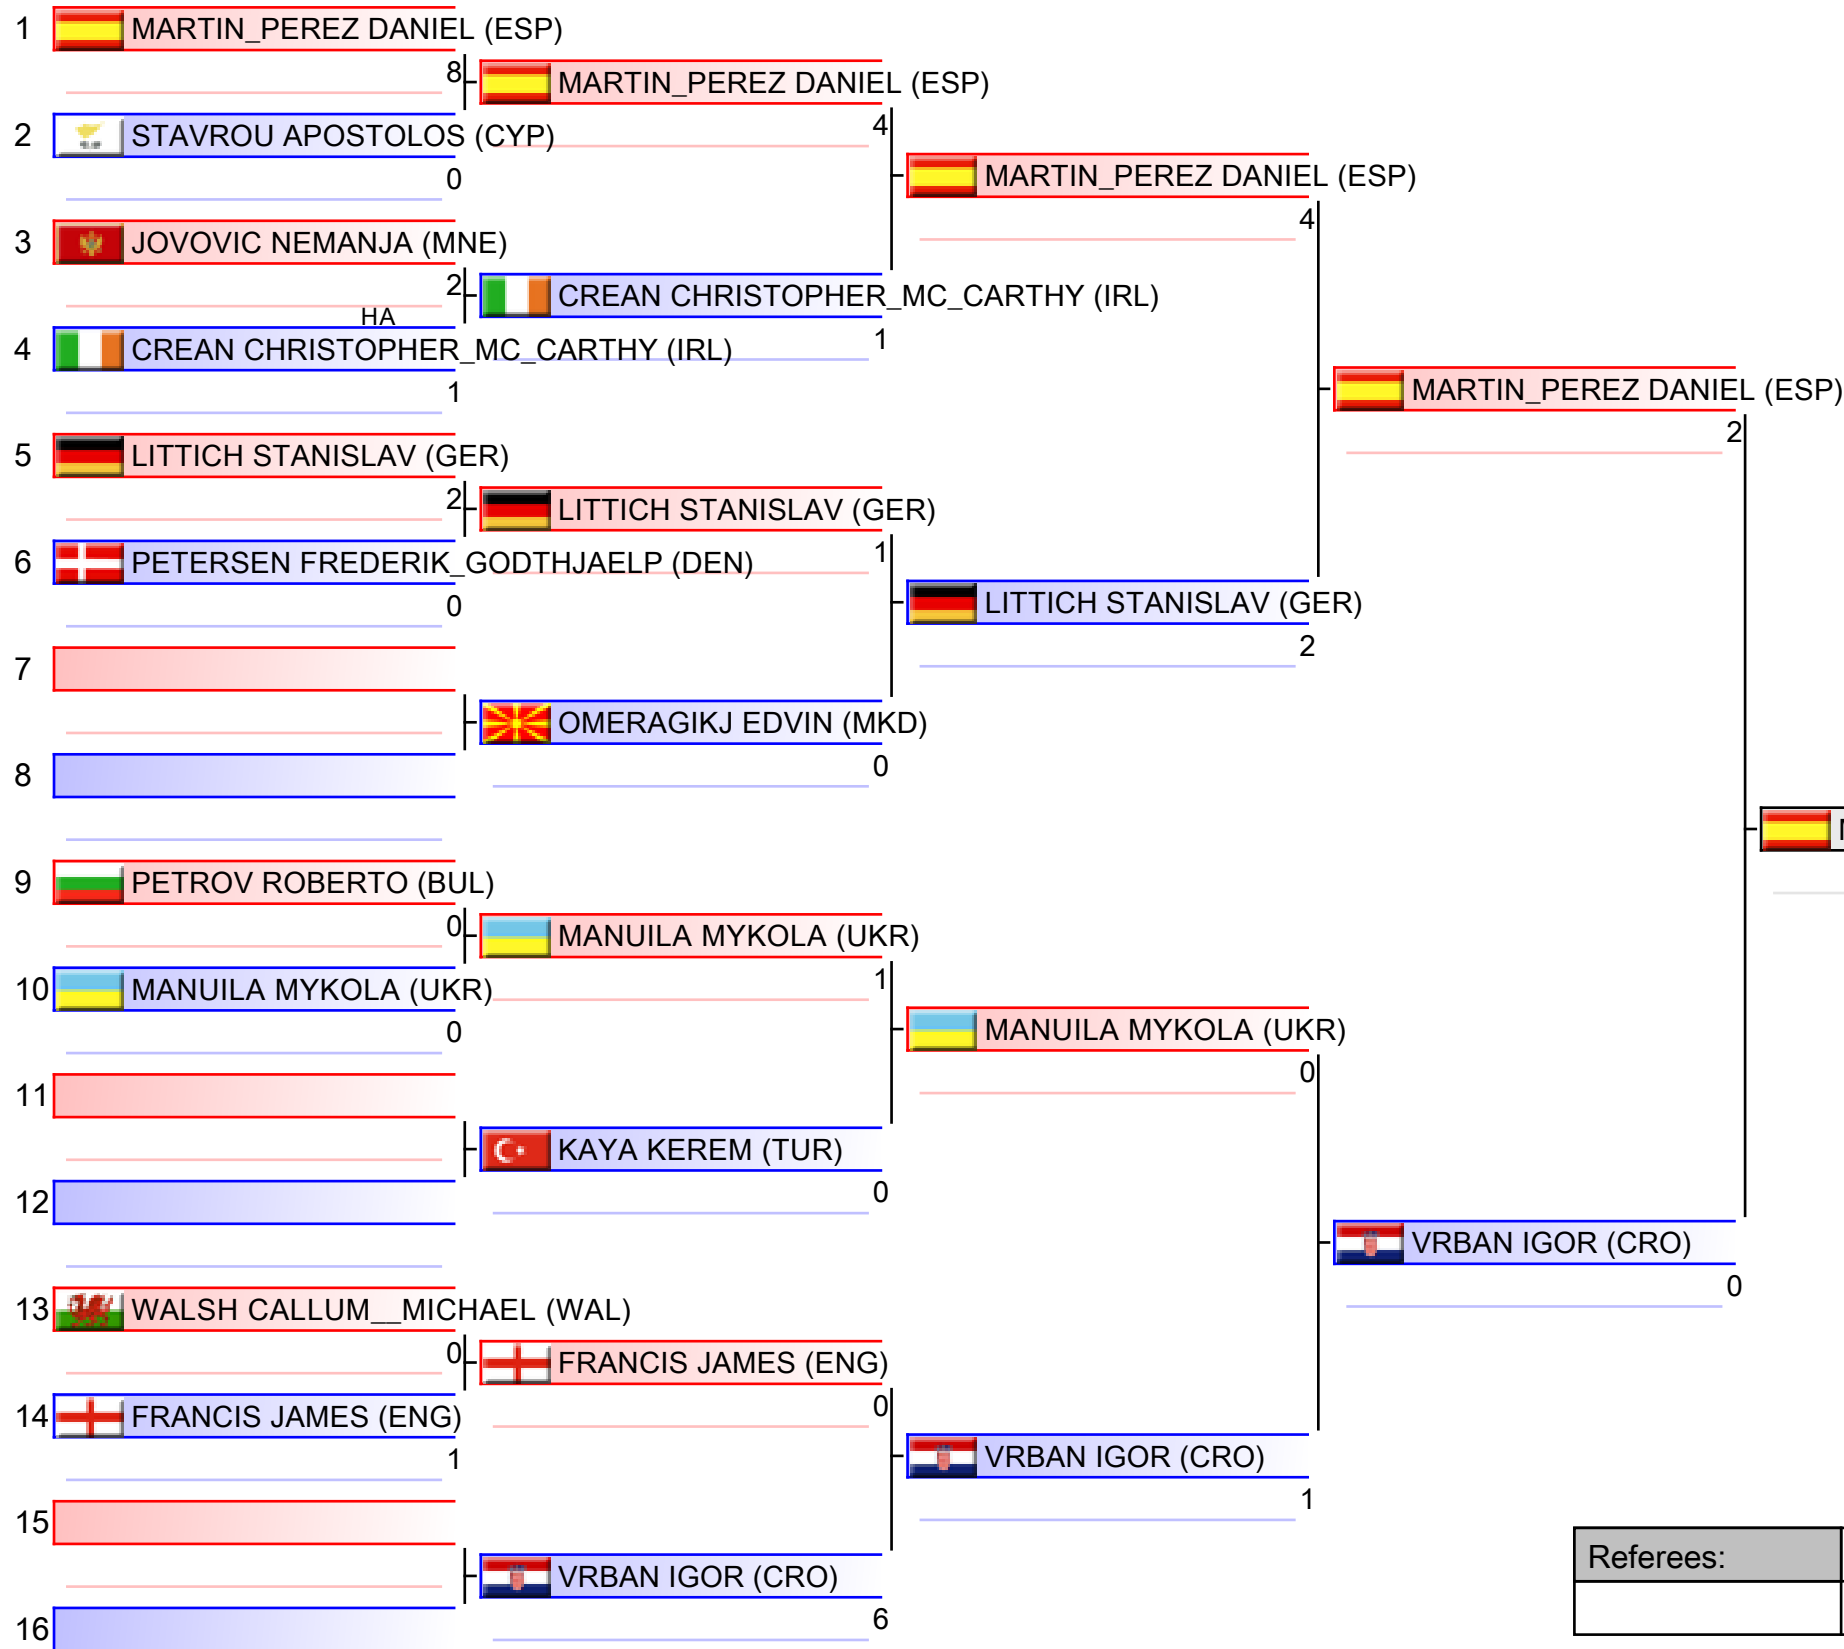 1 MARTIN_PEREZ DANIEL (ESP)
8 MARTIN_PEREZ DANIEL (ESP)
2 STAVROU APOSTOLOS (CYP)
4
MARTIN_PEREZ DANIEL (ESP)
0
4
3 JOVOVIC NEMANJA (MNE)
2 CREAN CHRISTOPHER_MC_CARTHY (IRL)
HA
4 CREAN CHRISTOPHER_MC_CARTHY (IRL)
1
1
MARTIN_PEREZ DANIEL (ESP)
2
5 LITTICH STANISLAV (GER)
2 LITTICH STANISLAV (GER)
6 PETERSEN FREDERIK_GODTHJAELP (DEN)
1
0
LITTICH STANISLAV (GER)
2
7
OMERAGIKJ EDVIN (MKD)
0
8
9 PETROV ROBERTO (BUL)
0 MANUILA MYKOLA (UKR)
10 MANUILA MYKOLA (UKR)
1
0
MANUILA MYKOLA (UKR)
0
11
KAYA KEREM (TUR)
0
12
VRBAN IGOR (CRO)
0
13 WALSH CALLUM__MICHAEL (WAL)
0 FRANCIS JAMES (ENG)
14 FRANCIS JAMES (ENG)
0
1
VRBAN IGOR (CRO)
1
15
VRBAN IGOR (CRO)
6
16
Referees: